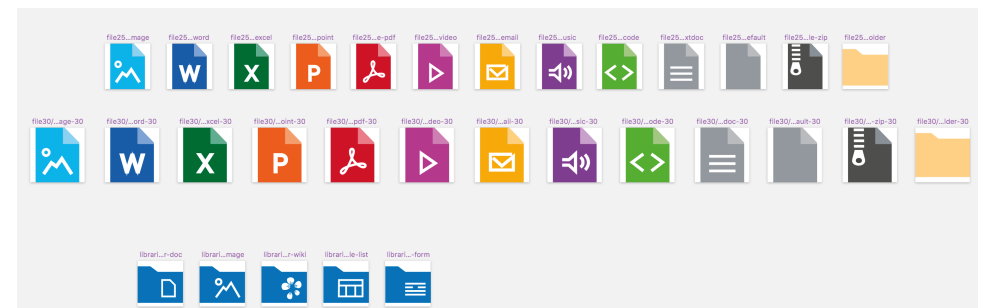 file25...mage file25...word file25...excel file25...point file25...e-pdf file25...video file25...email file25...usic file25...code file25...xtdoc file25...efault file25...le-zip file25...older
W X P
file30/...age-30 file30/...ord-30 file30/...xcel-30 file30/...oint-30 file30/...pdf-30 file30/...deo-30 file30/...ail-30 file30/...sic-30 file30/...ode-30 file30/...doc-30 file30/...ault-30 file30/...-zip-30 file30/...lder-30
W X P
librari...r-doc librari...mage librari...r-wiki librari...le-list librari...-form